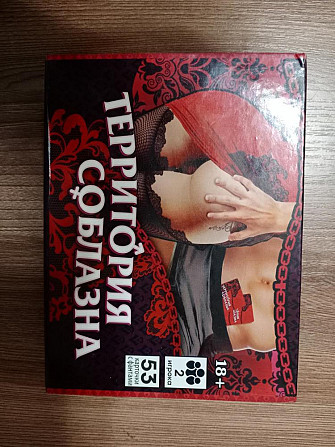 ТЕРРИТОРИЯ
СОБЛАЗНА
53
карточки
с фантами
2
игрока
18+